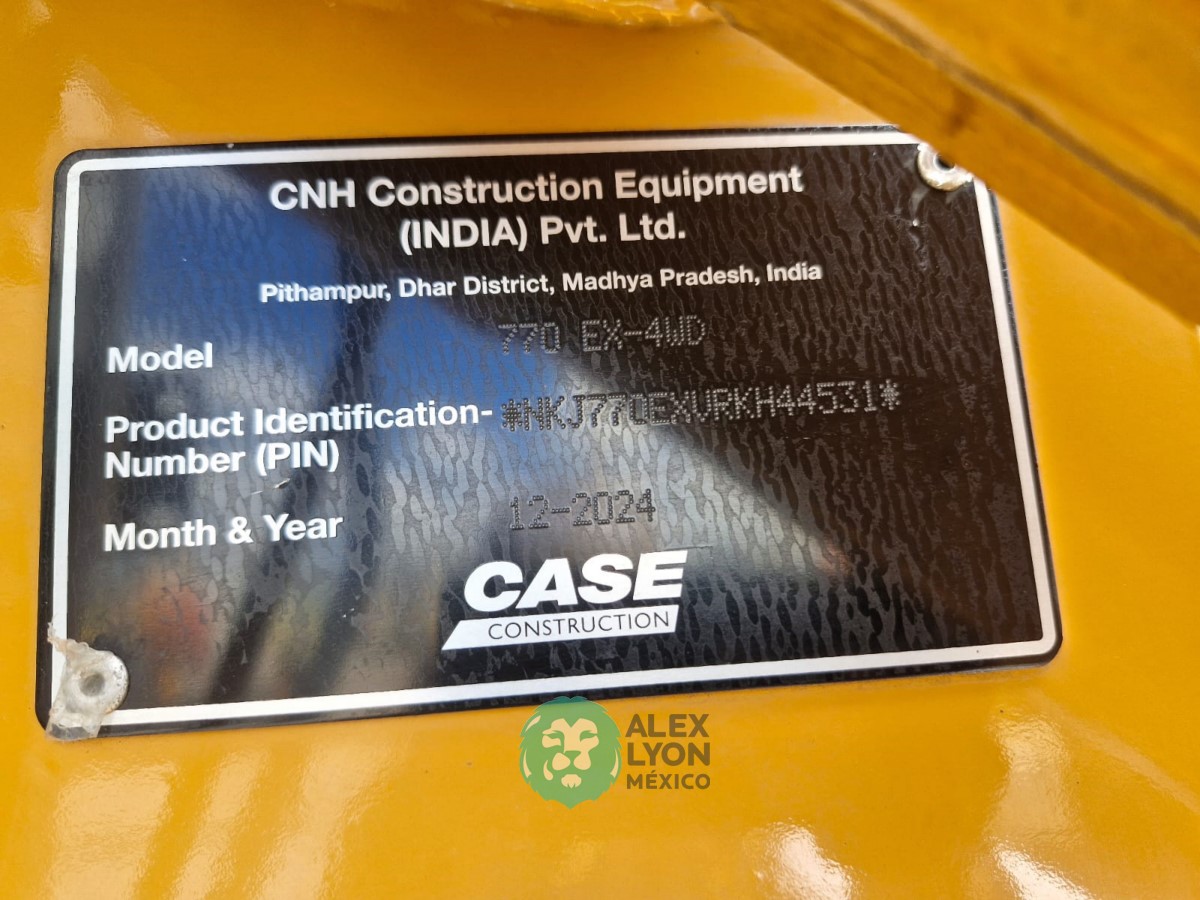 CNH Construction Equipment
(INDIA) Pvt. Ltd.
Pithampur, Dhar District, Madhya Pradesh, India
Model 770 EX-4WD
Product Identification- *NKJ770EXVRKH44531*
Number (PIN)
Month & Year 12-2024
CASE
CONSTRUCTION
ALEX
LYON
MÉXICO